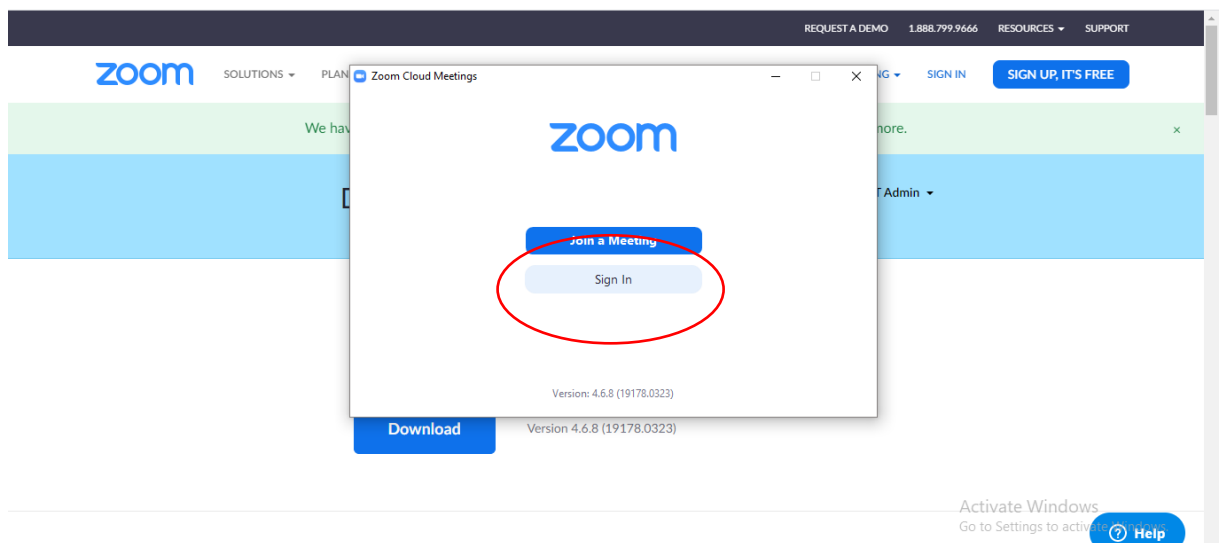 REQUEST A DEMO 1.888.799.9666 RESOURCES SUPPORT
zoom SOLUTIONS PLAN NG SIGN IN SIGN UP, IT'S FREE
Zoom Cloud Meetings
We hav more.
zoom
D T Admin
Join a Meeting
Sign In
Version: 4.6.8 (19178.0323)
Download Version 4.6.8 (19178.0323)
Activate Windows
Go to Settings to activate Windows.
Help